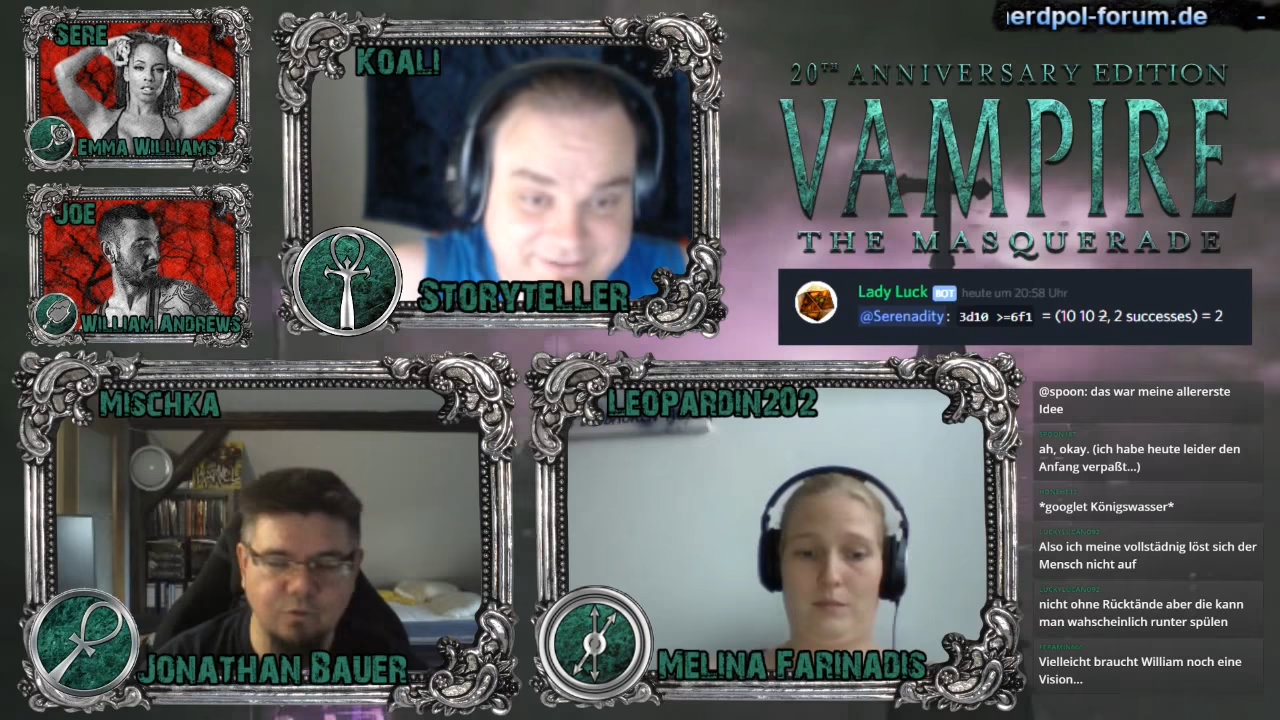 SERE
EMMA WILLIAMS
JOE
WILLIAM ANDREWS
KOALI
STORYTELLER
MISCHKA
JONATHAN BAUER
LEOPARDIN202
MELINA FARINADIS
nerdpol-forum.de -
20TH ANNIVERSARY EDITION
VAMPIRE
THE MASQUERADE
Lady Luck BOT heute um 20:58 Uhr
@Serenadity: 3d10 >=6f1 = (10 10 2, 2 successes) = 2
@spoon: das war meine allererste
Idee
ah, okay. (ich habe heute leider den
Anfang verpaßt...)
*googlet Königswasser*
Also ich meine vollstädnig löst sich der
Mensch nicht auf
nicht ohne Rücktände aber die kann
man wahscheinlich runter spülen
Vielleicht braucht William noch eine
Vision...